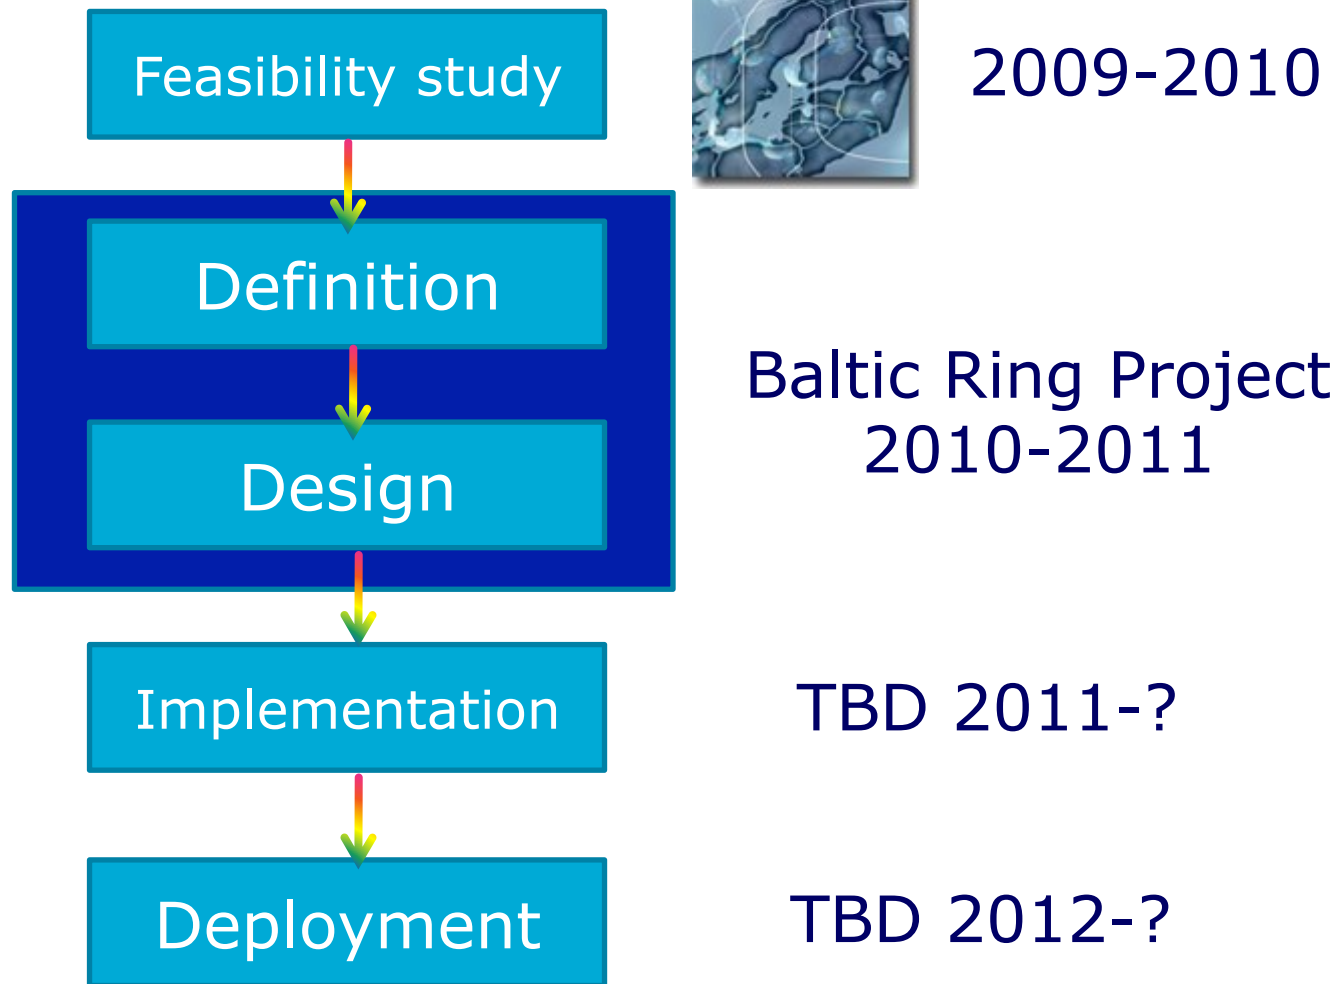 Feasibility study
2009-2010
Definition
Baltic Ring Project
2010-2011
Design
Implementation
TBD 2011-?
Deployment
TBD 2012-?